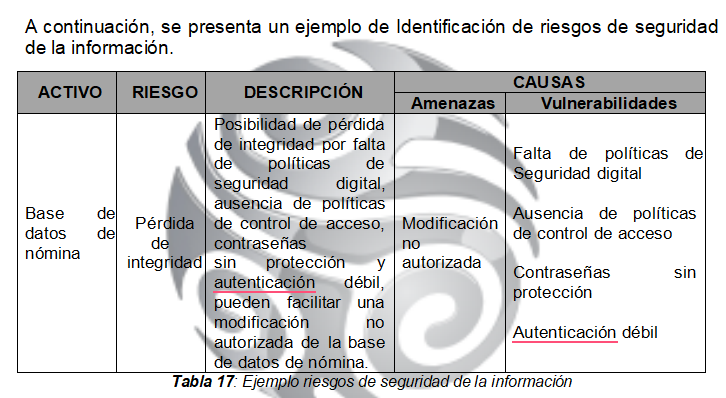 A continuación, se presenta un ejemplo de Identificación de riesgos de seguridad
de la información.
ACTIVO
RIESGO
DESCRIPCIÓN
CAUSAS
Amenazas
Vulnerabilidades
Base de
datos de
nómina
Pérdida
de
integridad
Posibilidad de pérdida
de integridad por falta
de políticas de
seguridad digital,
ausencia de políticas
de control de acceso,
contraseñas
sin protección y
autenticación débil,
pueden facilitar una
modificación no
autorizada de la base
de datos de nómina.
Modificación
no
autorizada
Falta de políticas de
Seguridad digital
Ausencia de políticas
de control de acceso
Contraseñas sin
protección
Autenticación débil
Tabla 17: Ejemplo riesgos de seguridad de la información